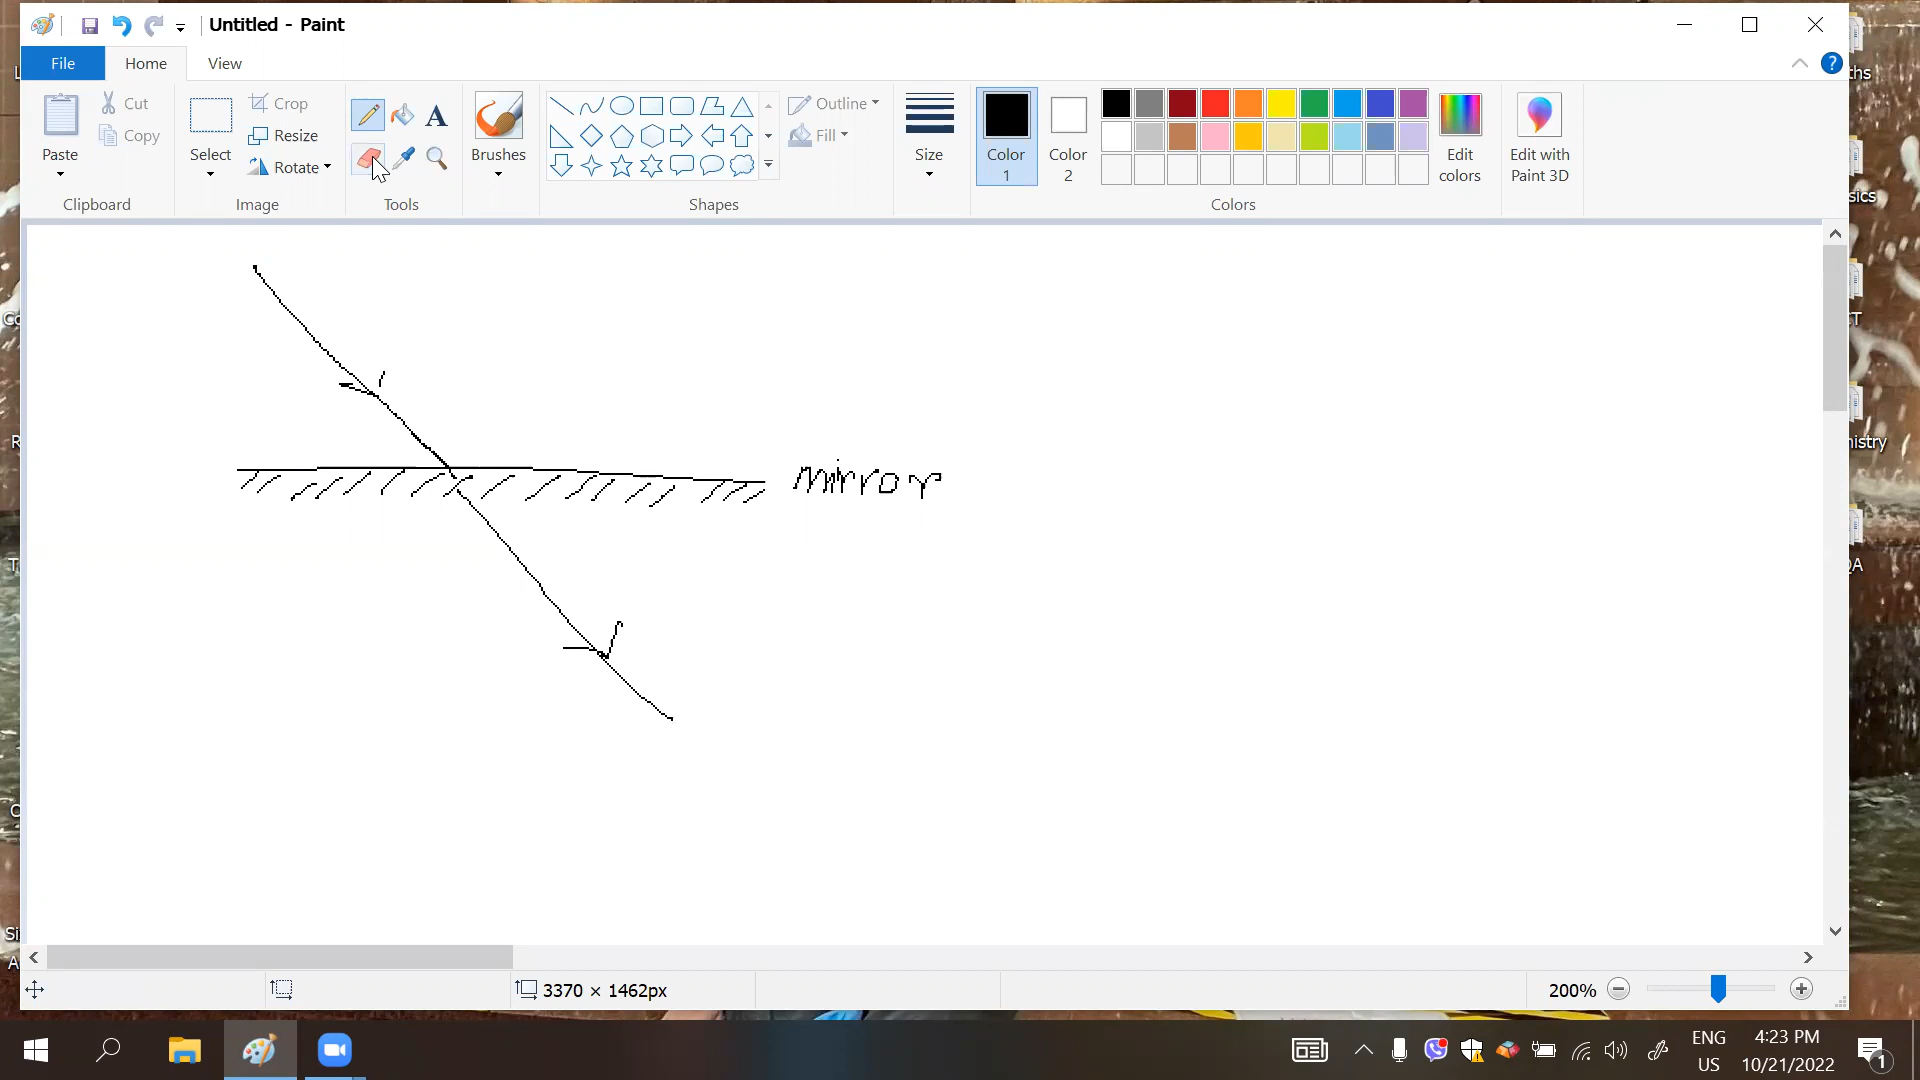 Untitled - Paint
File Home View
Cut
Copy
Paste
Crop
Resize
Rotate
Select
Brushes
Outline
Fill
Size
Color 1
Color 2
Edit colors
Edit with Paint 3D
Clipboard
Image
Tools
Shapes
Colors
mirror
3370 × 1462px
200%
ENG
US
4:23 PM
10/21/2022
1